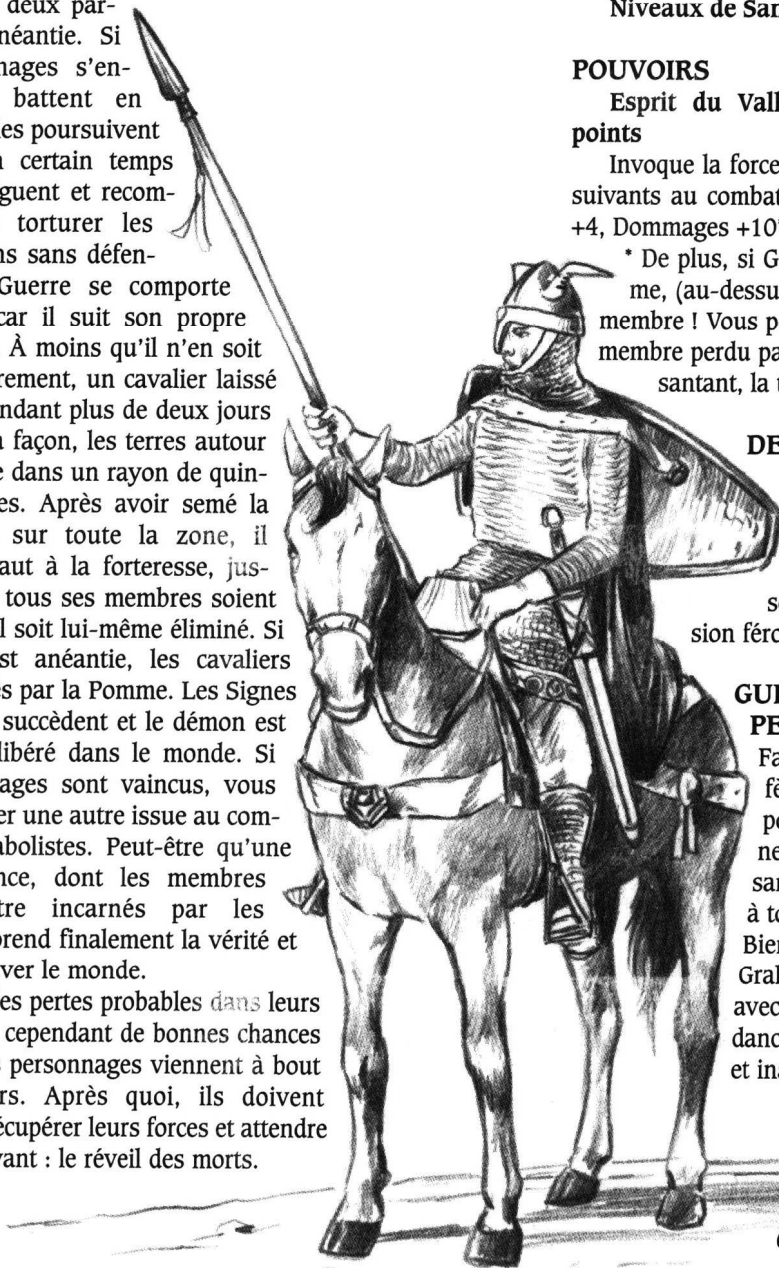 deux par-
néantie. Si
nages s'en-
battent en
les poursuivent
certain temps
guent et recom-
torturer les
ns sans défen-
Guerre se comporte
car il suit son propre
À moins qu'il n'en soit
rement, un cavalier laissé
endant plus de deux jours
façon, les terres autour
dans un rayon de quin-
es. Après avoir semé la
sur toute la zone, il
aut à la forteresse, jus-
tous ses membres soient
l soit lui-même éliminé. Si
est anéantie, les cavaliers
es par la Pomme. Les Signes
succèdent et le démon est
libéré dans le monde. Si
ages sont vaincus, vous
er une autre issue au com-
abolistes. Peut-être qu'une
nce, dont les membres
tre incarnés par les
prend finalement la vérité et
ver le monde.
es pertes probables dans leurs
cependant de bonnes chances
s personnages viennent à bout
rs. Après quoi, ils doivent
écupérer leurs forces et attendre
vant : le réveil des morts.
Niveaux de San
POUVOIRS
Esprit du Vall
points
Invoque la force
suivants au combat
+4, Dommages +10*
* De plus, si G
me, (au-dessu
membre ! Vous p
membre perdu pa
santant, la
DE
s
sion féro
GUE
PE
Fa
fè
po
ne
san
à to
Bien
Gral
avec
danc
et ina